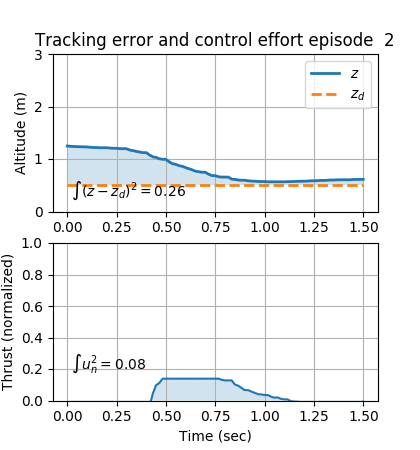 Tracking error and control effort episode 2
3
2
1
0
Altitude (m)
z
z_d
∫(z − z_d)² = 0.26
0.00 0.25 0.50 0.75 1.00 1.25 1.50
1.0
0.8
0.6
0.4
0.2
0.0
Thrust (normalized)
∫u_n² = 0.08
0.00 0.25 0.50 0.75 1.00 1.25 1.50
Time (sec)